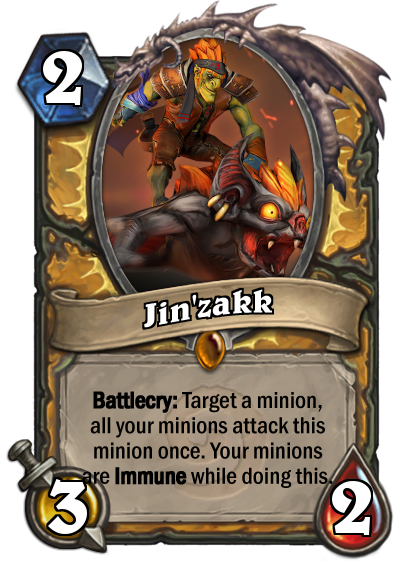 2
Jin'zakk
Battlecry: Target a minion,
all your minions attack this
minion once. Your minions
are Immune while doing this.
3
2